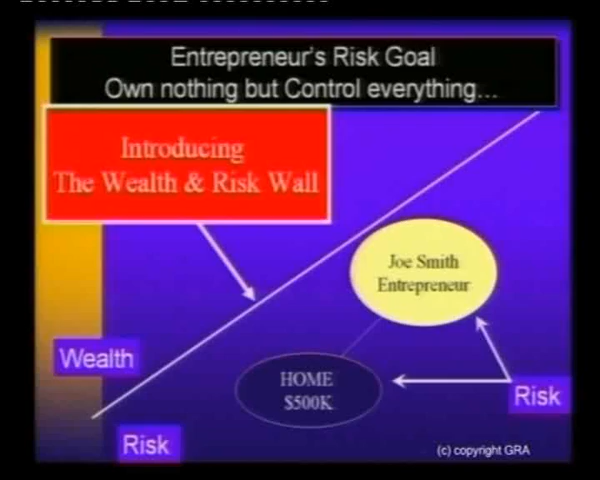 Entrepreneur's Risk Goal
Own nothing but Control everything...
Introducing
The Wealth & Risk Wall
Joe Smith
Entrepreneur
Wealth
HOME
$500K
Risk
Risk
(c) copyright GRA